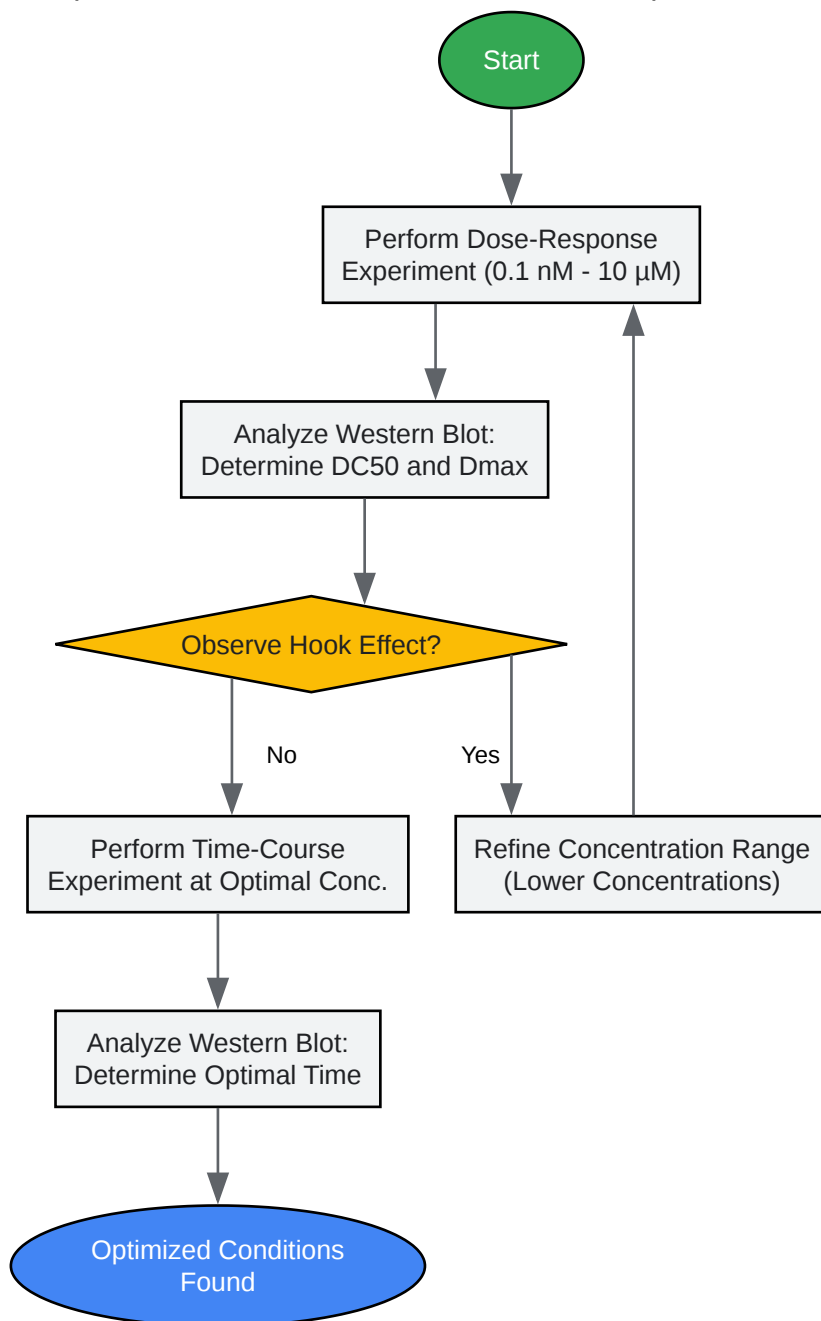 Start
Perform Dose-Response
Experiment (0.1 nM - 10 µM)
Analyze Western Blot:
Determine DC50 and Dmax
Observe Hook Effect?
No
Yes
Perform Time-Course
Experiment at Optimal Conc.
Refine Concentration Range
(Lower Concentrations)
Analyze Western Blot:
Determine Optimal Time
Optimized Conditions
Found